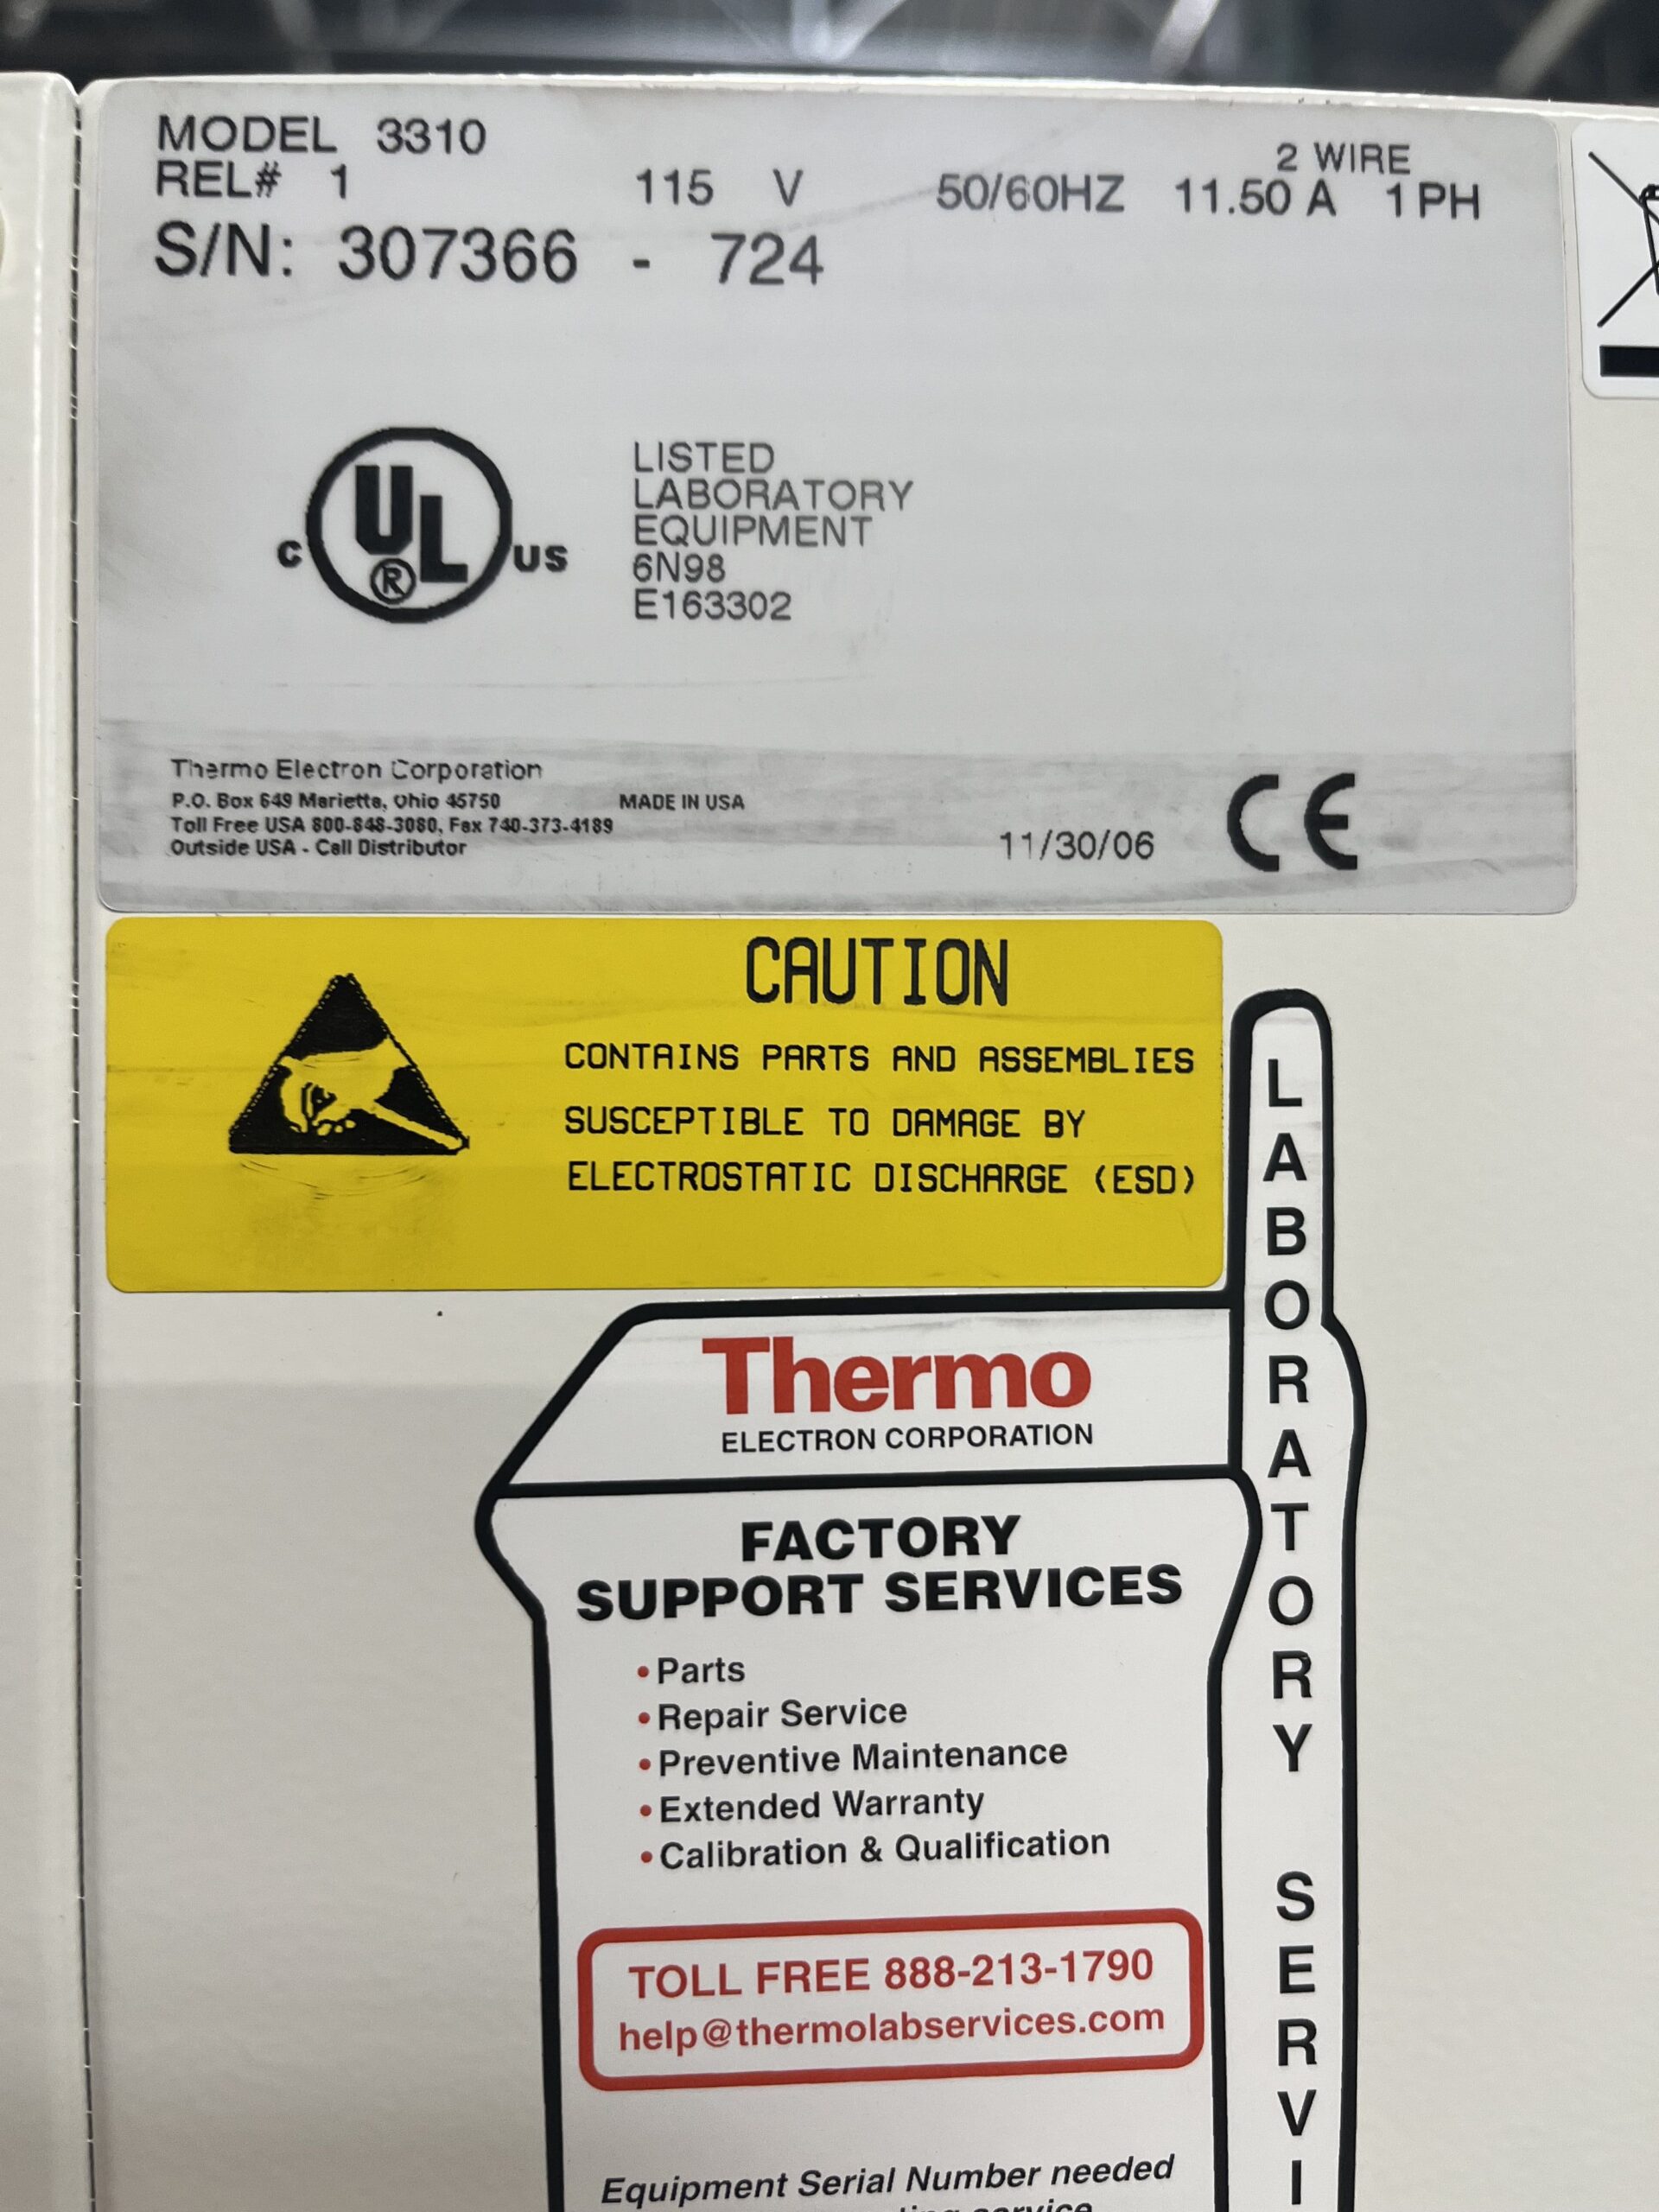 MODEL 3310
2 WIRE
REL# 1 115 V 50/60HZ 11.50 A 1 PH
S/N: 307366 - 724
C UL® US
LISTED
LABORATORY
EQUIPMENT
6N98
E163302
Thermo Electron Corporation
P.O. Box 649 Marietta, Ohio 45750 MADE IN USA
Toll Free USA 800-848-3080, Fax 740-373-4189
Outside USA - Call Distributor
11/30/06 CE
CAUTION
CONTAINS PARTS AND ASSEMBLIES
SUSCEPTIBLE TO DAMAGE BY
ELECTROSTATIC DISCHARGE (ESD)
Thermo
ELECTRON CORPORATION
FACTORY
SUPPORT SERVICES
• Parts
• Repair Service
• Preventive Maintenance
• Extended Warranty
• Calibration & Qualification
TOLL FREE 888-213-1790
help@thermolabservices.com
Equipment Serial Number needed
service
LABORATORY SERVI